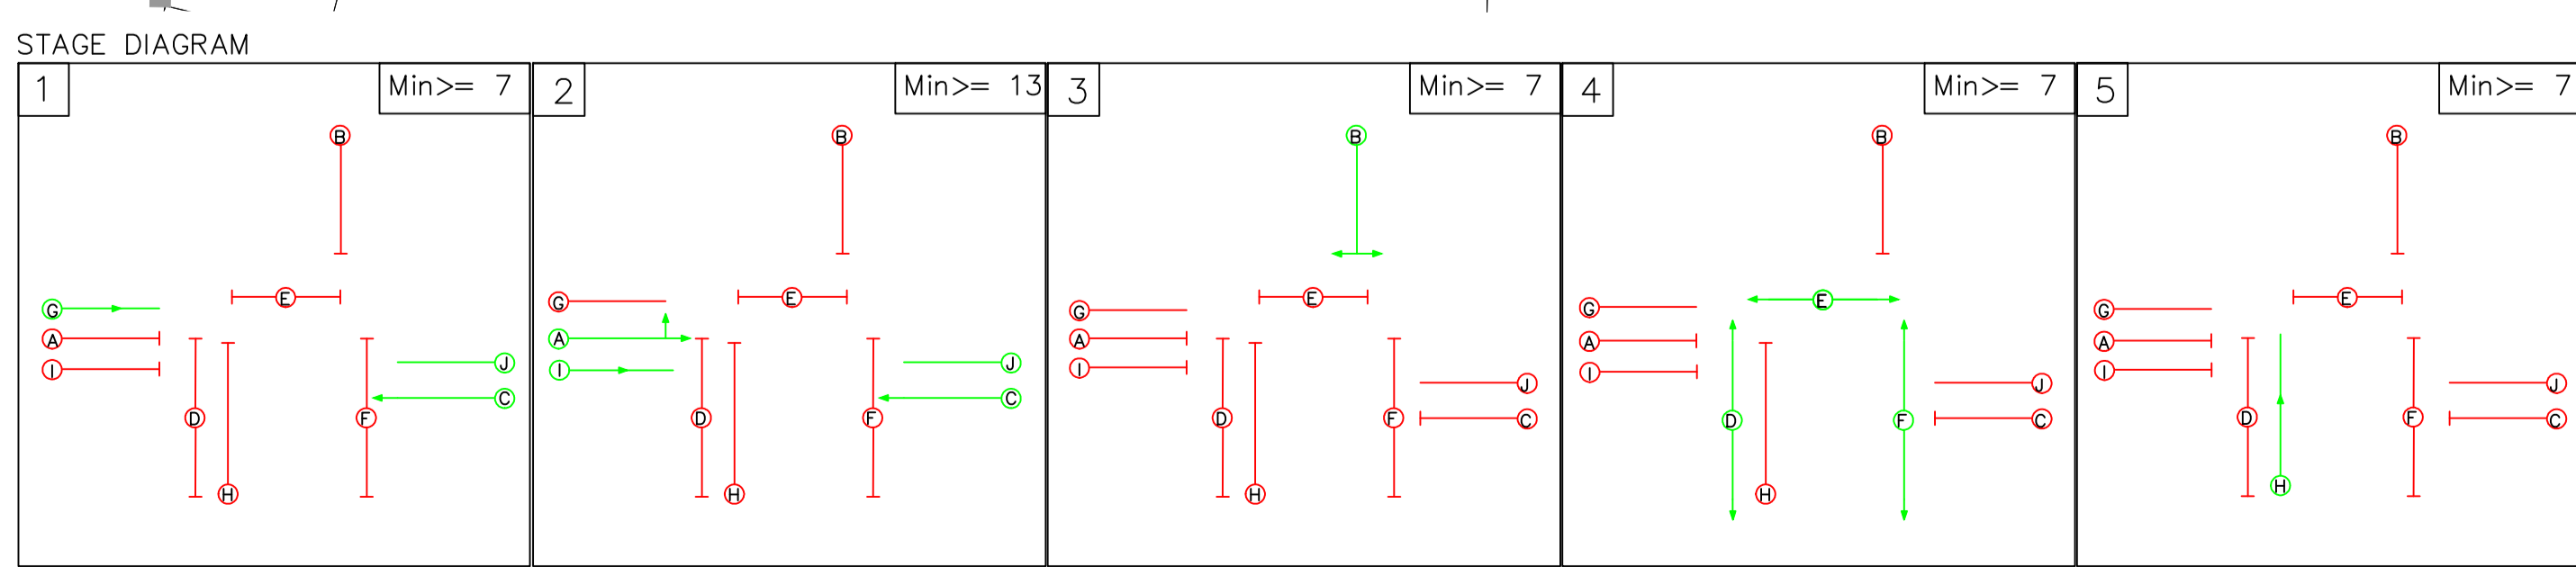 STAGE DIAGRAM
1 Min>= 7
B
E
G
A
I
J
C
D
F
H
2 Min>= 13
B
G
E
A
I
J
C
D
F
H
3 Min>= 7
B
E
G
A
I
J
D
F
C
H
4 Min>= 7
B
E
G
A
I
J
D
F
C
H
5 Min>= 7
B
E
G
A
I
J
D
F
C
H